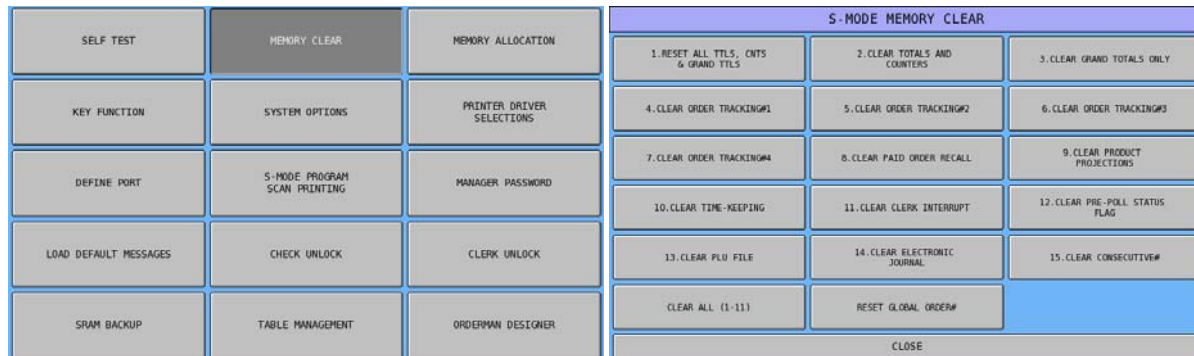 SELF TEST
MEMORY CLEAR
MEMORY ALLOCATION
KEY FUNCTION
SYSTEM OPTIONS
PRINTER DRIVER
SELECTIONS
DEFINE PORT
S-MODE PROGRAM
SCAN PRINTING
MANAGER PASSWORD
LOAD DEFAULT MESSAGES
CHECK UNLOCK
CLERK UNLOCK
SRAM BACKUP
TABLE MANAGEMENT
ORDERMAN DESIGNER
S-MODE MEMORY CLEAR
1.RESET ALL TTLS, CNTS
& GRAND TTLS
2.CLEAR TOTALS AND
COUNTERS
3.CLEAR GRAND TOTALS ONLY
4.CLEAR ORDER TRACKING#1
5.CLEAR ORDER TRACKING#2
6.CLEAR ORDER TRACKING#3
7.CLEAR ORDER TRACKING#4
8.CLEAR PAID ORDER RECALL
9.CLEAR PRODUCT
PROJECTIONS
10.CLEAR TIME-KEEPING
11.CLEAR CLERK INTERRUPT
12.CLEAR PRE-POLL STATUS
FLAG
13.CLEAR PLU FILE
14.CLEAR ELECTRONIC
JOURNAL
15.CLEAR CONSECUTIVE#
CLEAR ALL (1-11)
RESET GLOBAL ORDER#
CLOSE